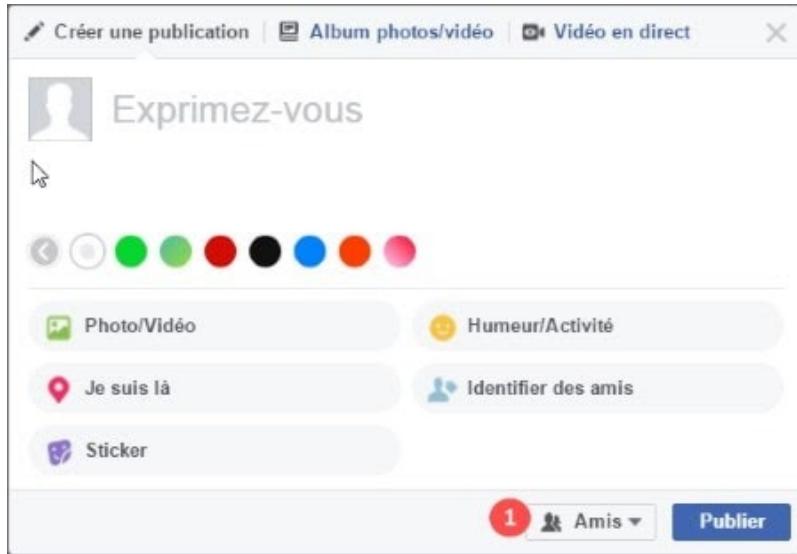 Créer une publication Album photos/vidéo Vidéo en direct
Exprimez-vous
Photo/Vidéo Humeur/Activité
Je suis là Identifier des amis
Sticker
1 Amis Publier